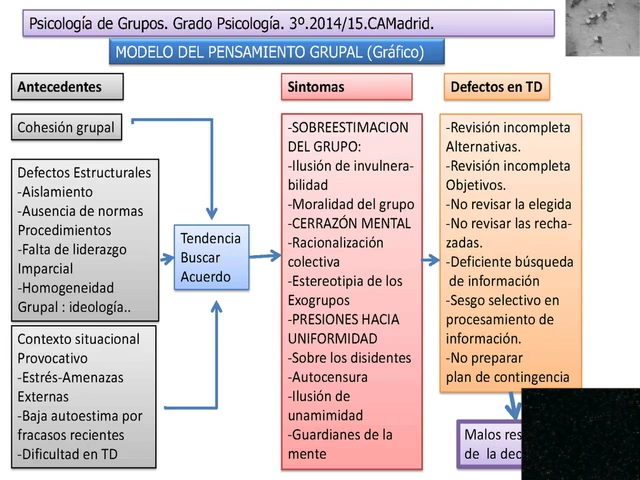 Psicología de Grupos. Grado Psicología. 3º.2014/15.CAMadrid.
MODELO DEL PENSAMIENTO GRUPAL (Gráfico)
Antecedentes
Cohesión grupal
Defectos Estructurales
-Aislamiento
-Ausencia de normas
Procedimientos
-Falta de liderazgo
Imparcial
-Homogeneidad
Grupal : ideología..
Contexto situacional
Provocativo
-Estrés-Amenazas
Externas
-Baja autoestima por
fracasos recientes
-Dificultad en TD
Tendencia
Buscar
Acuerdo
Sintomas
-SOBREESTIMACION
DEL GRUPO:
-Ilusión de invulnera-
bilidad
-Moralidad del grupo
-CERRAZÓN MENTAL
-Racionalización
colectiva
-Estereotipia de los
Exogrupos
-PRESIONES HACIA
UNIFORMIDAD
-Sobre los disidentes
-Autocensura
-Ilusión de
unamimidad
-Guardianes de la
mente
Defectos en TD
-Revisión incompleta
Alternativas.
-Revisión incompleta
Objetivos.
-No revisar la elegida
-No revisar las recha-
zadas.
-Deficiente búsqueda
de información
-Sesgo selectivo en
procesamiento de
información.
-No preparar
plan de contingencia
Malos
de la